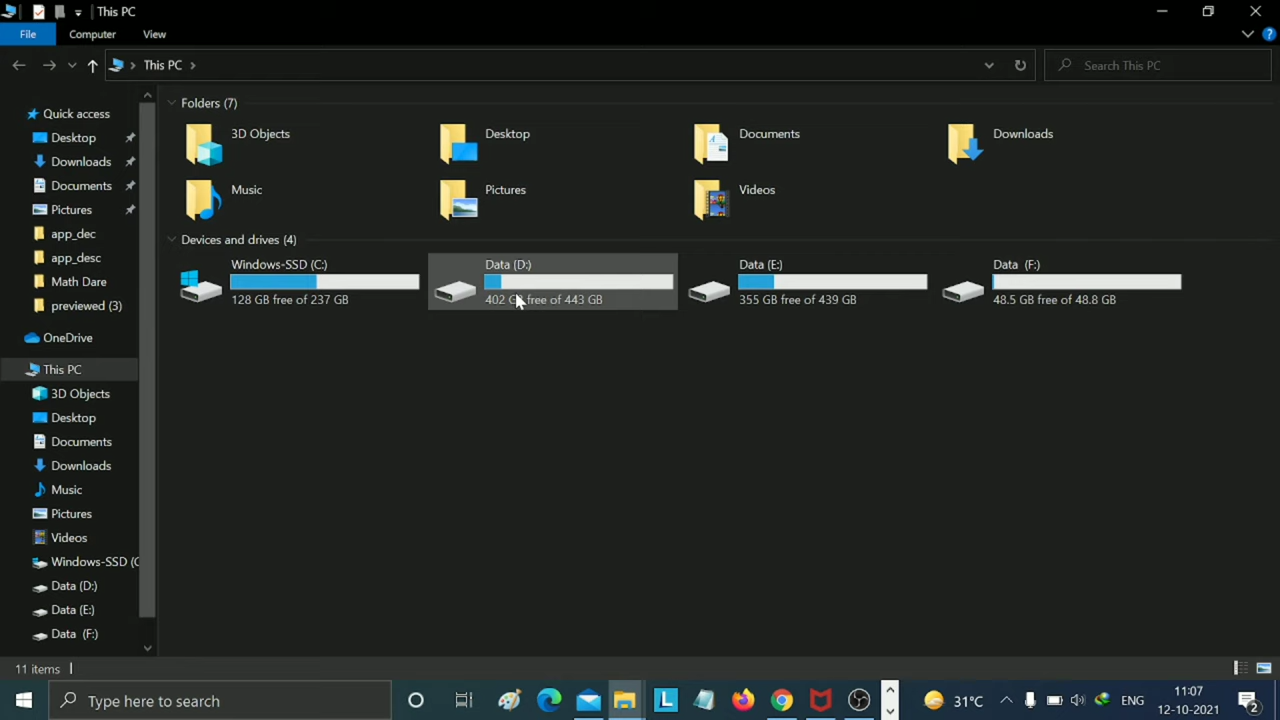 This PC
File
Computer
View
This PC
Search This PC
Quick access
Desktop
Downloads
Documents
Pictures
app_dec
app_desc
Math Dare
previewed (3)
OneDrive
This PC
3D Objects
Desktop
Documents
Downloads
Music
Pictures
Videos
Windows-SSD (C
Data (D:)
Data (E:)
Data (F:)
Folders (7)
3D Objects
Desktop
Documents
Downloads
Music
Pictures
Videos
Devices and drives (4)
Windows-SSD (C:)
128 GB free of 237 GB
Data (D:)
402 GB free of 443 GB
Data (E:)
355 GB free of 439 GB
Data (F:)
48.5 GB free of 48.8 GB
11 items
Type here to search
L
31°C
ENG
11:07
12-10-2021
2